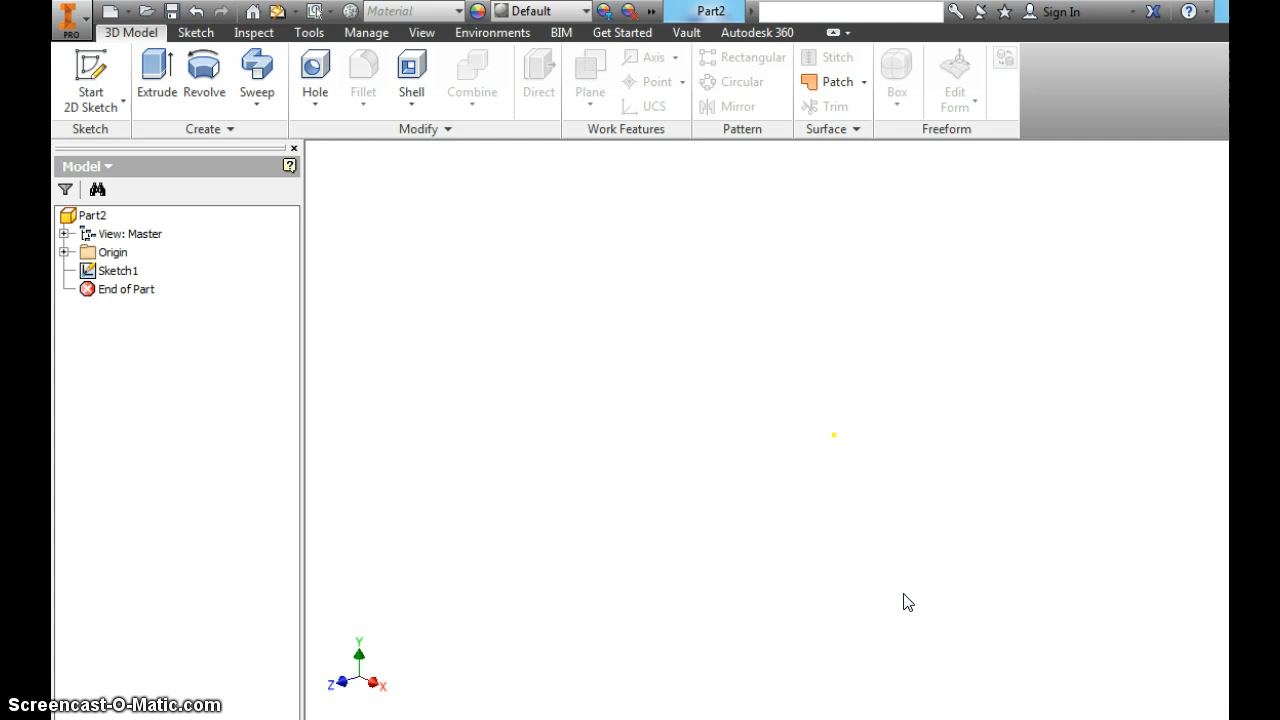 PRO
Material
Default
Part2
Sign In
3D Model Sketch Inspect Tools Manage View Environments BIM Get Started Vault Autodesk 360
Start
2D Sketch
Extrude
Revolve
Sweep
Hole
Fillet
Shell
Combine
Direct
Plane
Axis
Point
UCS
Rectangular
Circular
Mirror
Stitch
Patch
Trim
Box
Edit
Form
Sketch Create Modify Work Features Pattern Surface Freeform
Model
Part2
View: Master
Origin
Sketch1
End of Part
Y
Z
X
Screencast-O-Matic.com